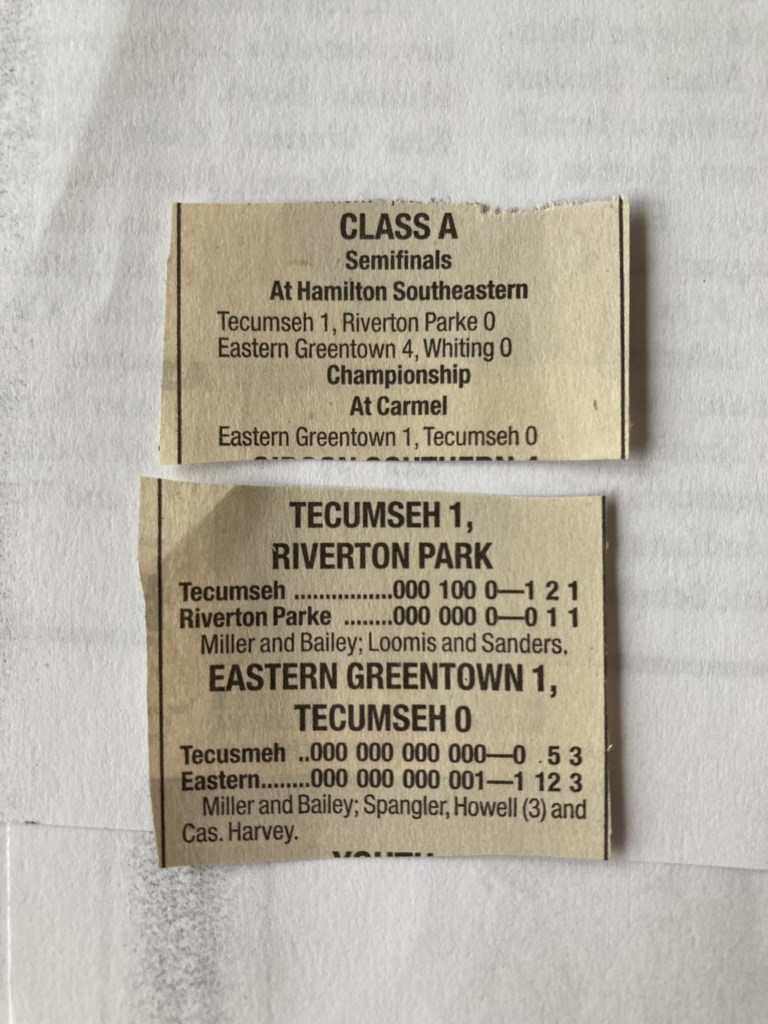 CLASS A
Semifinals
At Hamilton Southeastern
Tecumseh 1, Riverton Parke 0
Eastern Greentown 4, Whiting 0
Championship
At Carmel
Eastern Greentown 1, Tecumseh 0
TECUMSEH 1,
RIVERTON PARK
Tecumseh .................000 100 0—1 2 1
Riverton Parke ........000 000 0—0 1 1
Miller and Bailey; Loomis and Sanders.
EASTERN GREENTOWN 1,
TECUMSEH 0
Tecusmeh ..000 000 000 000—0 5 3
Eastern........000 000 000 001—1 12 3
Miller and Bailey; Spangler, Howell (3) and
Cas. Harvey.